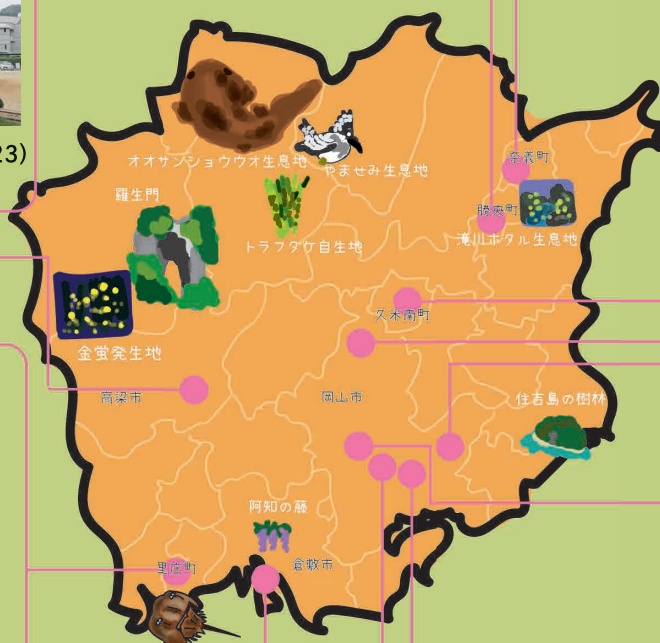 23)
オオサンショウウオ生息地
やませみ生息地
奈義町
羅生門
勝央町
滝川ホタル生息地
トラフダケ自生地
久米南町
金蛍発生地
高梁市
岡山市
住吉島の樹林
阿知の藤
里庄町
倉敷市